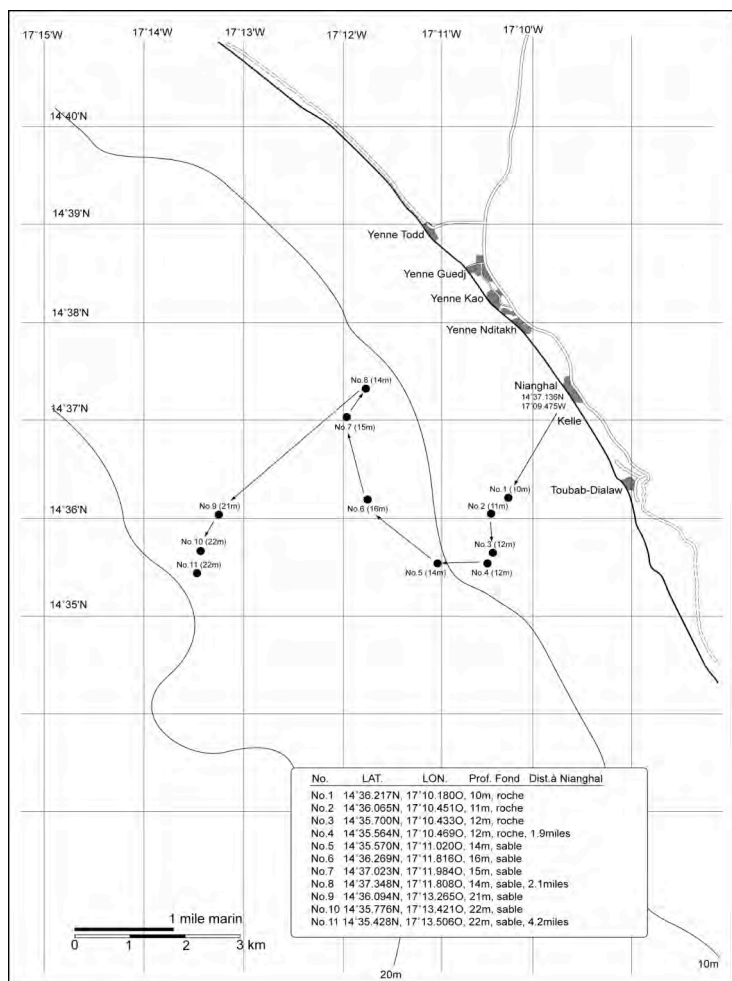 17°15'W 17°14'W 17°12'W 17°11'W 17°10'W
14°40'N
14°39'N
Yenne Todd
Yenne Guedj
Yenne Kao
14°38'N
Yenne Nditakh
No.8 (14m)
Nianghal
14°37.136N
17°09.475W
14°37'N
No.7 (15m)
Kelle
Toubab-Dialaw
No.1 (10m)
No.6 (16m)
No.2 (11m)
No.9 (21m)
14°36'N
No.10 (22m)
No.3 (12m)
No.11 (22m)
No.5 (14m)
No.4 (12m)
14°35'N
No. LAT. LON. Prof. Fond Dist.à Nianghal
No.1 14°36.217N, 17°10.180O, 10m, roche
No.2 14°36.065N, 17°10.451O, 11m, roche
No.3 14°35.700N, 17°10.433O, 12m, roche
No.4 14°35.564N, 17°10.469O, 12m, roche, 1.9miles
No.5 14°35.570N, 17°11.020O, 14m, sable
No.6 14°36.269N, 17°11.816O, 16m, sable
No.7 14°37.023N, 17°11.984O, 15m, sable
No.8 14°37.348N, 17°11.808O, 14m, sable, 2.1miles
No.9 14°36.094N, 17°13.265O, 21m, sable
No.10 14°35.776N, 17°13.421O, 22m, sable
No.11 14°35.428N, 17°13.506O, 22m, sable, 4.2miles
1 mile marin
0 1 2 3 km
10m
20m